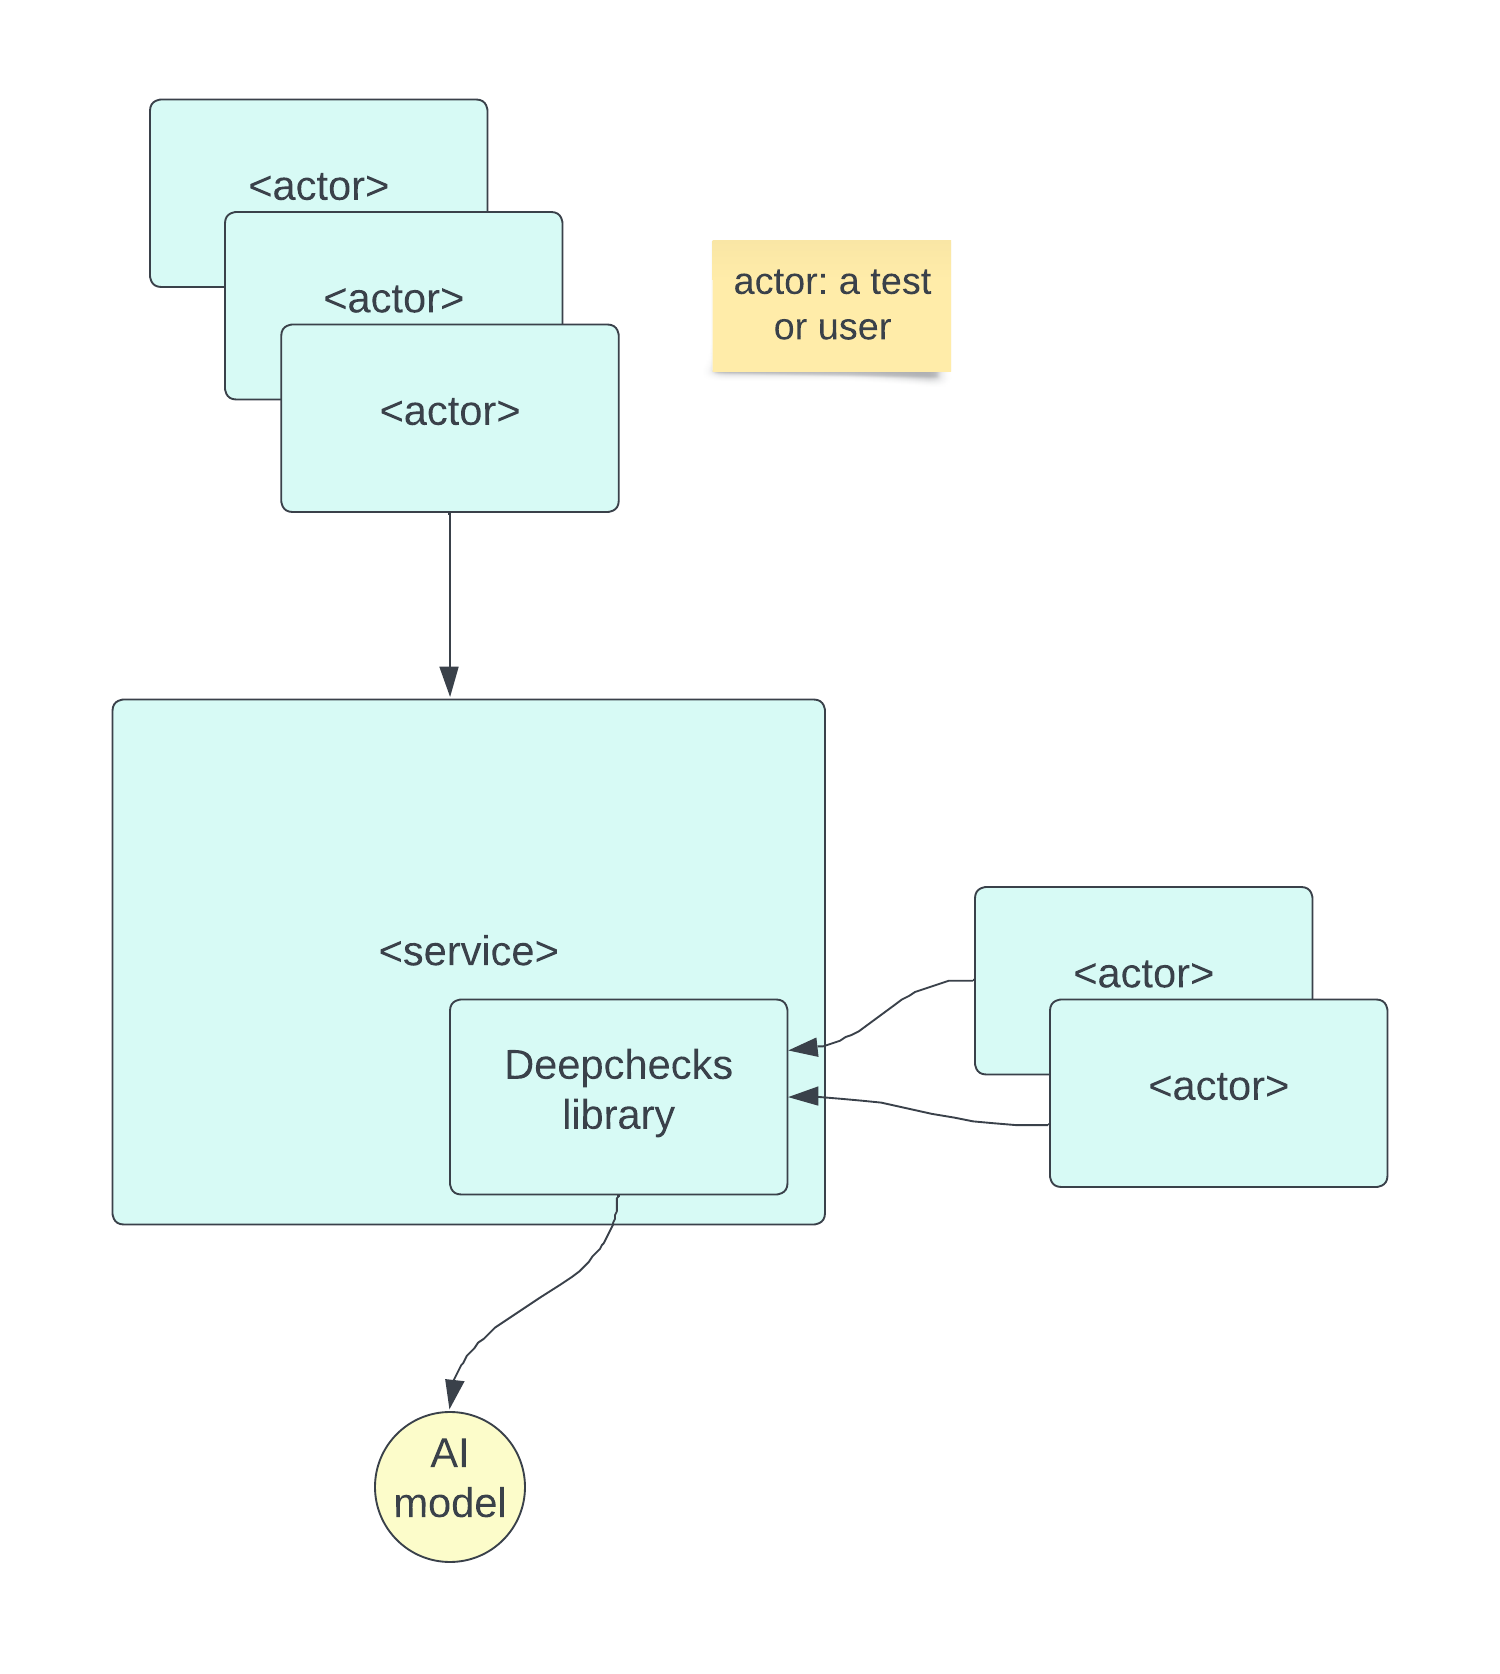 <actor>
<actor>
actor: a test
or user
<actor>
<service>
<actor>
Deepchecks
library
<actor>
AI
model